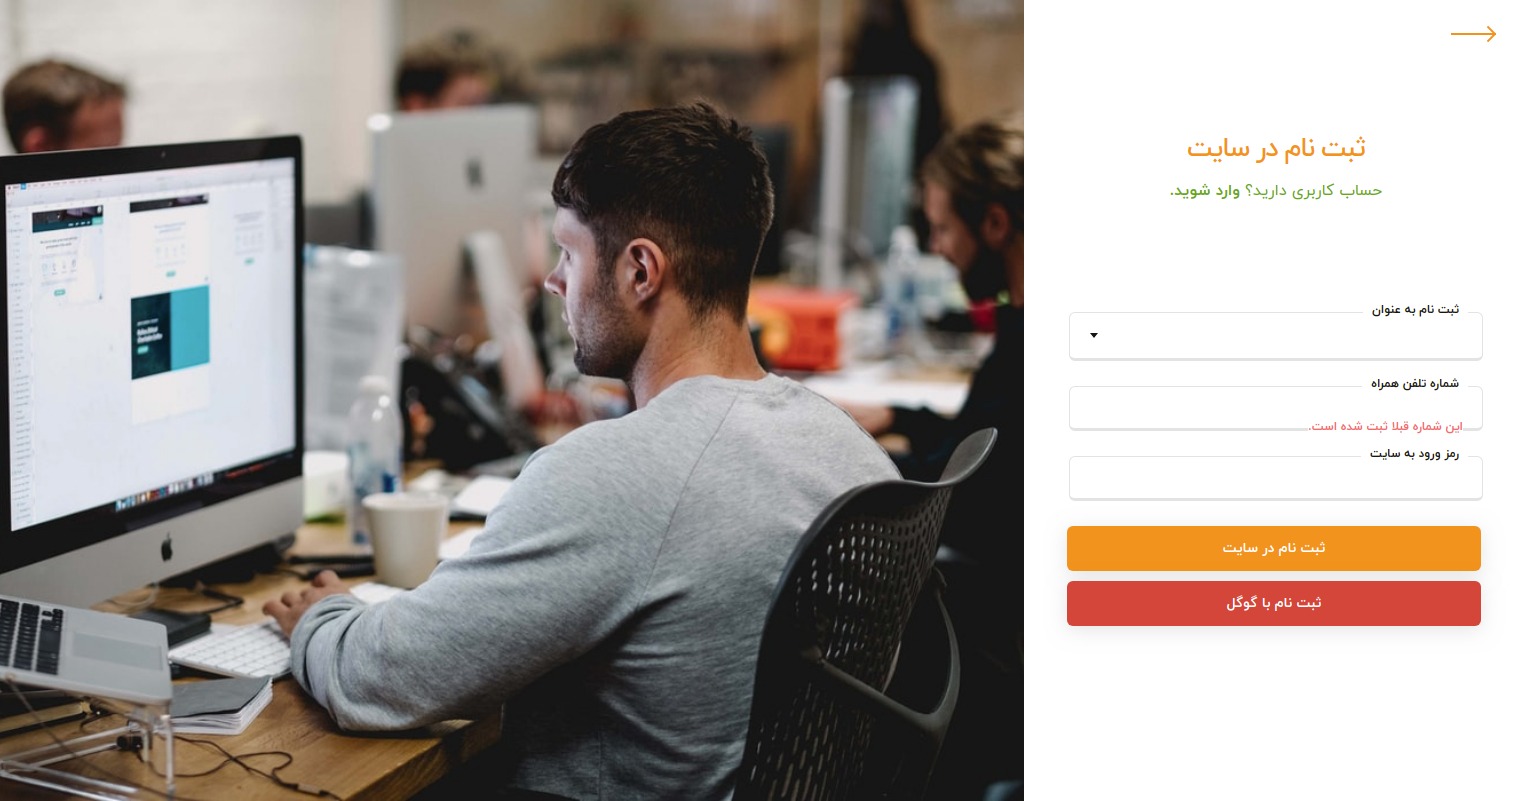 ثبت نام در سایت
حساب کاربری دارید؟ وارد شوید.
ثبت نام به عنوان
شماره تلفن همراه
این شماره قبلا ثبت شده است.
رمز ورود به سایت
ثبت نام در سایت
ثبت نام با گوگل